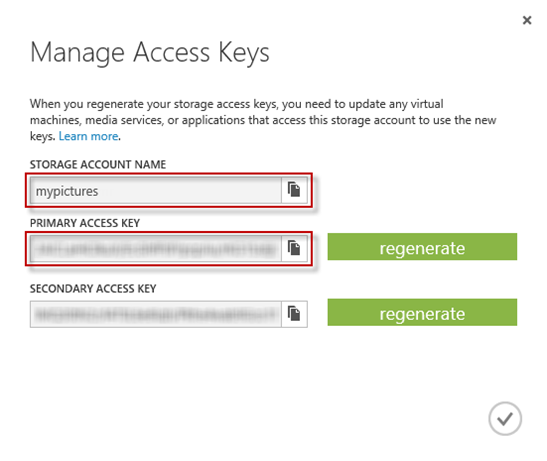 Manage Access Keys
When you regenerate your storage access keys, you need to update any virtual
machines, media services, or applications that access this storage account to use the new
keys. Learn more.
STORAGE ACCOUNT NAME
mypictures
PRIMARY ACCESS KEY
regenerate
SECONDARY ACCESS KEY
regenerate